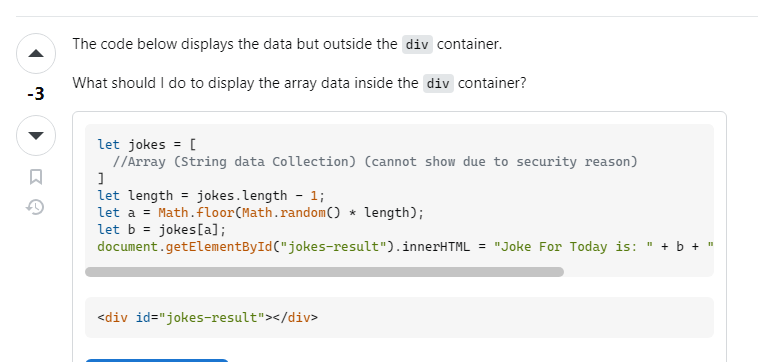 The code below displays the data but outside the div container.
-3
What should I do to display the array data inside the div container?
let jokes = [
//Array (String data Collection) (cannot show due to security reason)
]
let length = jokes.length - 1;
let a = Math.floor(Math.random() * length);
let b = jokes[a];
document.getElementById("jokes-result").innerHTML = "Joke For Today is: " + b + "
<div id="jokes-result"></div>